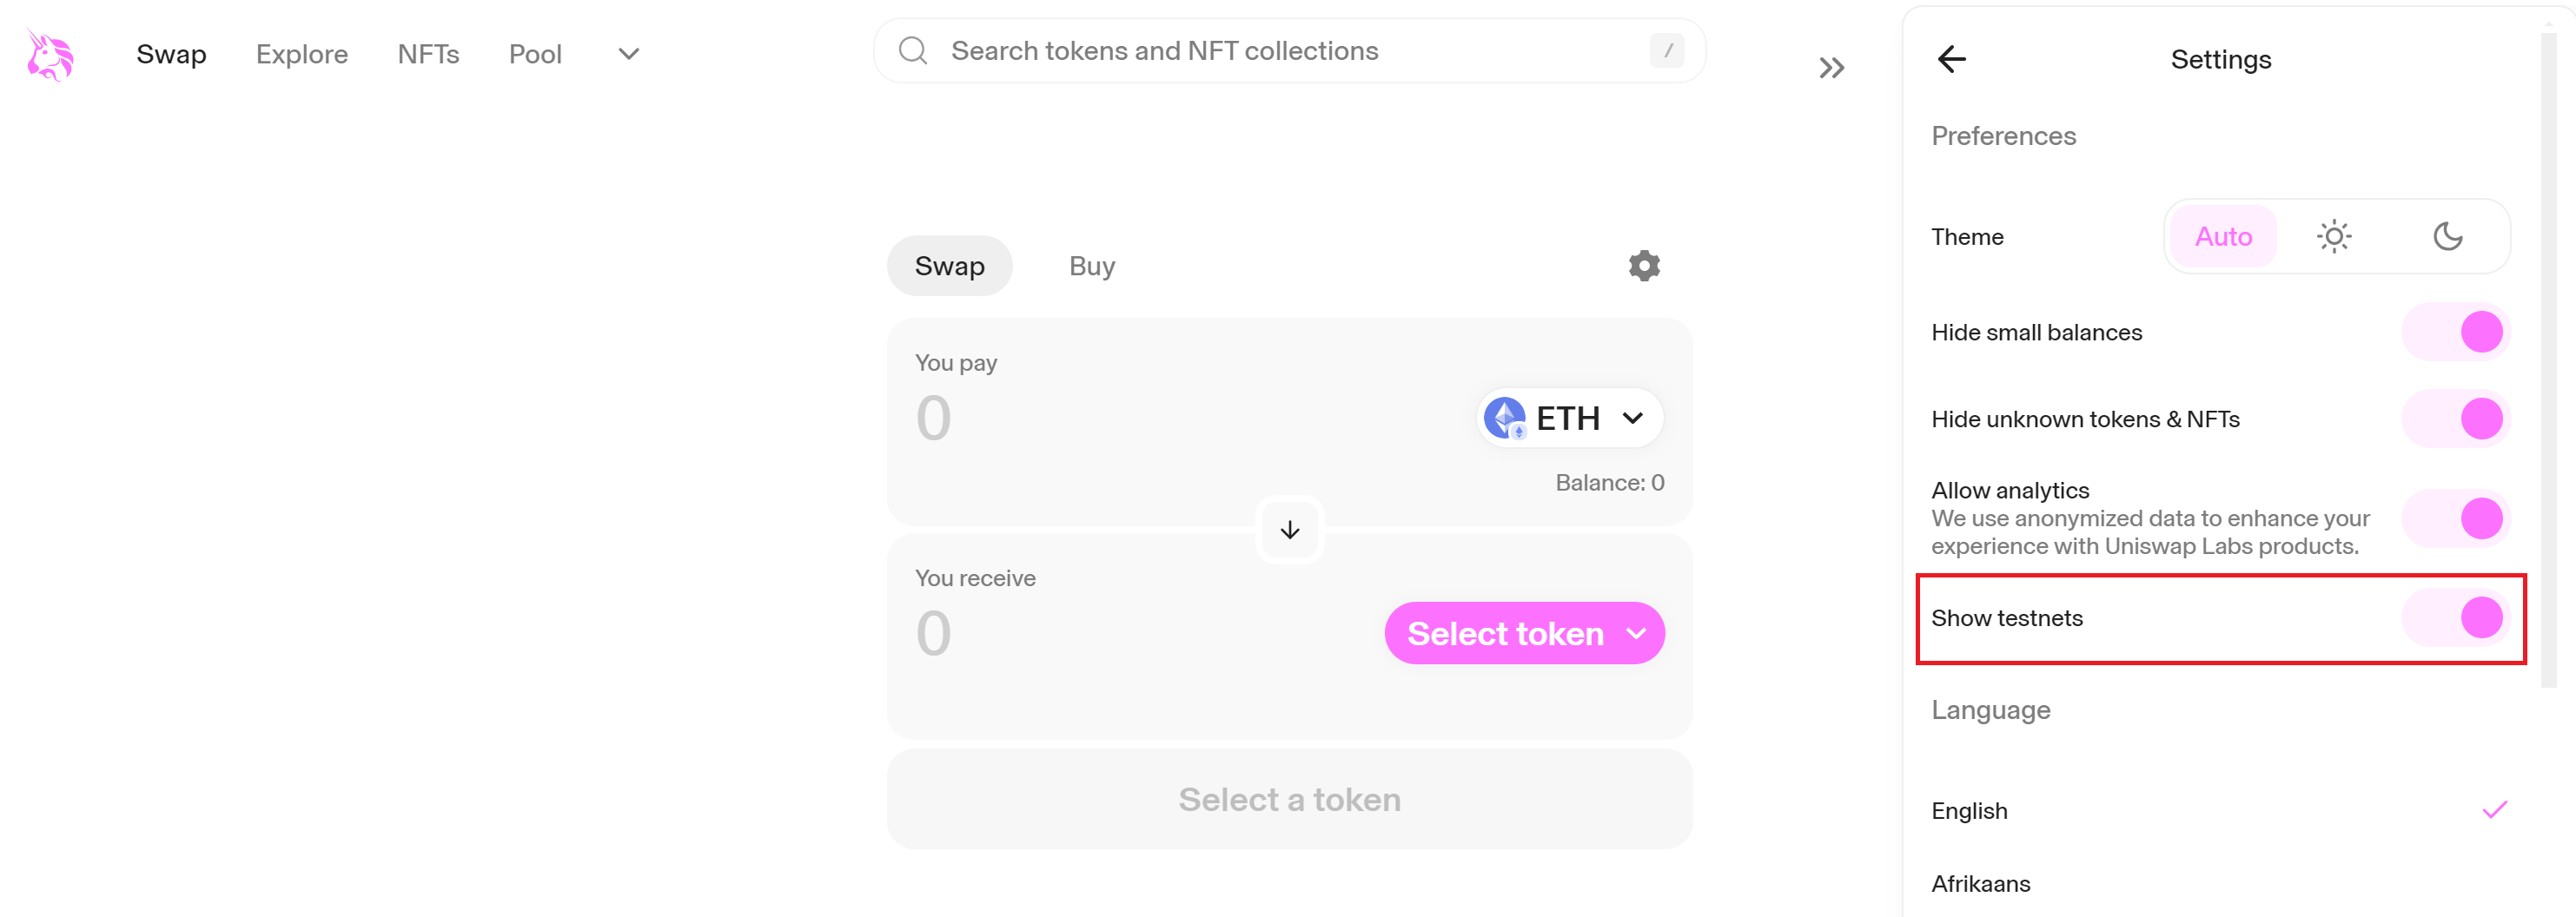 Swap
Explore
NFTs
Pool
Search tokens and NFT collections
/
Swap
Buy
You pay
0
ETH
Balance: 0
You receive
0
Select token
Select a token
Settings
Preferences
Theme
Auto
Hide small balances
Hide unknown tokens & NFTs
Allow analytics
We use anonymized data to enhance your
experience with Uniswap Labs products.
Show testnets
Language
English
Afrikaans